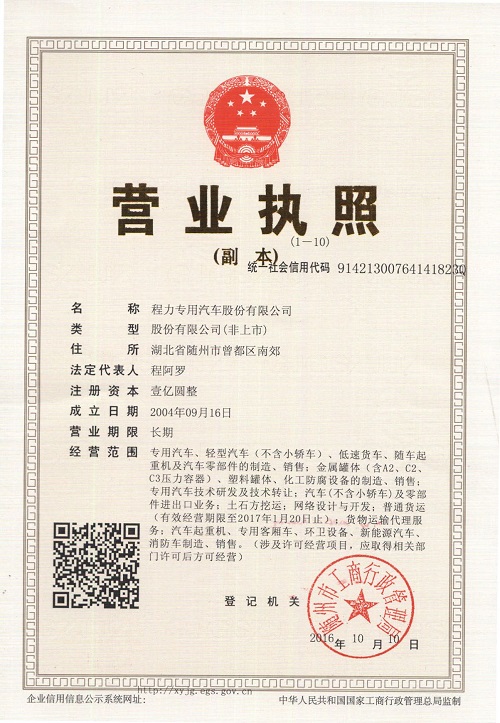 营业执照
(副 本)
(1-10)
统一社会信用代码 91421300764141823Q
名 称 程力专用汽车股份有限公司
类 型 股份有限公司(非上市)
住 所 湖北省随州市曾都区南郊
法定代表人 程阿罗
注册资本 壹亿圆整
成立日期 2004年09月16日
营业期限 长期
经营范围 专用汽车、轻型汽车（不含小轿车）、低速货车、随车起
重机及汽车零部件的制造、销售；金属罐体（含A2、C2、
C3压力容器）、塑料罐体、化工防腐设备的制造、销售；
专用汽车技术研发及技术转让；汽车(不含小轿车)及零部
件进出口业务；土石方挖运；网络设计与开发；普通货运
（有效经营期限至2017年1月20日止）；货物运输代理服
务；汽车起重机、专用客厢车、环卫设备、新能源汽车、
消防车制造、销售。（涉及许可经营项目，应取得相关部
门许可后方可经营）
登记机关
随州市工商行政管理局
2016年 10月 10日
http://xyjg.egs.gov.cn
企业信用信息公示系统网址：
中华人民共和国国家工商行政管理总局监制